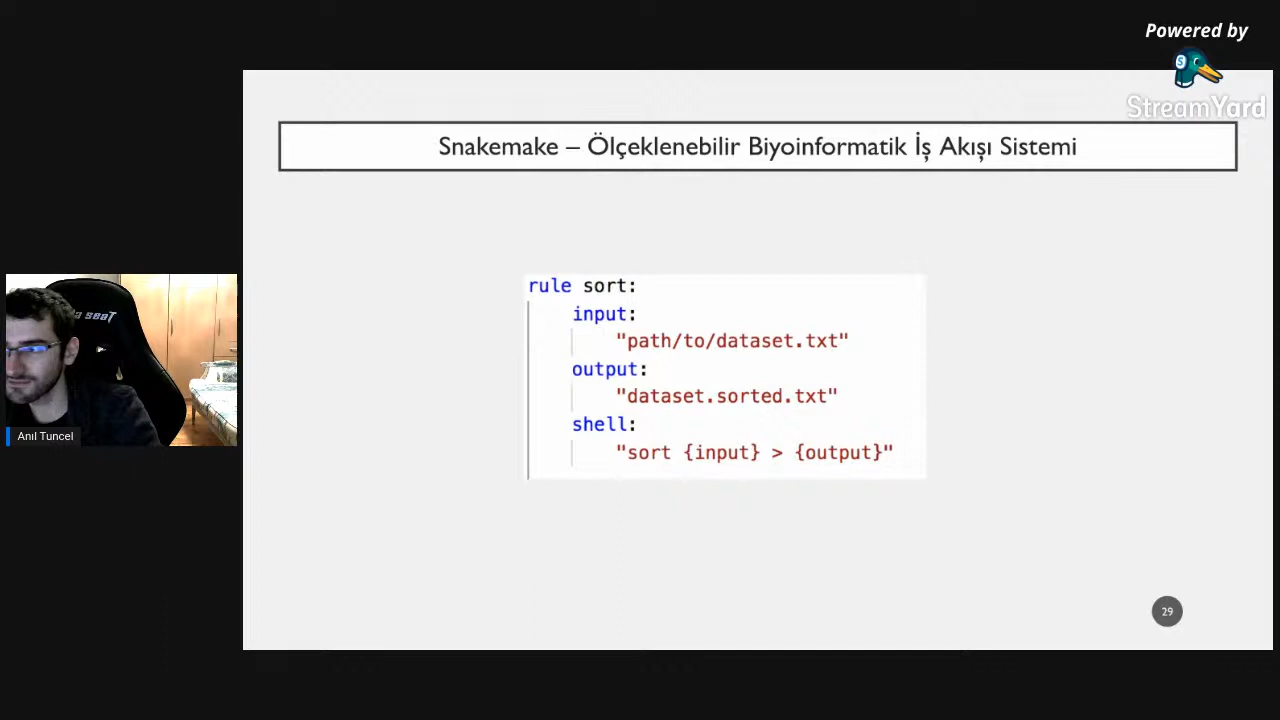 Powered by
StreamYard
Snakemake – Ölçeklenebilir Biyoinformatik İş Akışı Sistemi
rule sort:
input:
"path/to/dataset.txt"
output:
"dataset.sorted.txt"
shell:
"sort {input} > {output}"
Anıl Tuncel
29